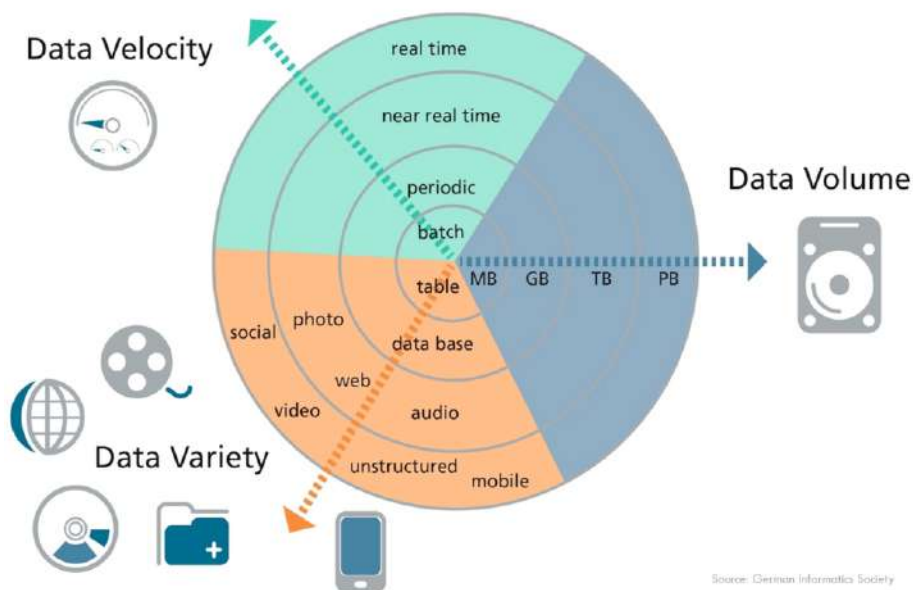 Data Velocity
real time
near real time
periodic
batch
Data Volume
MB GB TB PB
table
data base
social
photo
web
video
audio
unstructured
mobile
Data Variety
Source: German Informatics Society